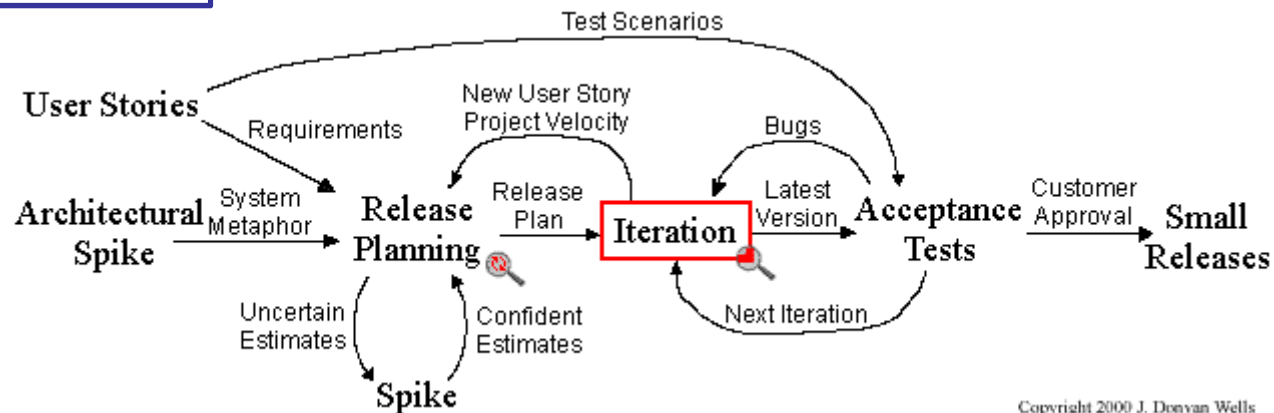 Test Scenarios
User Stories
New User Story
Project Velocity
Bugs
Requirements
Architectural
Spike
System
Metaphor
Release
Planning
Release
Plan
Iteration
Latest
Version
Acceptance
Tests
Customer
Approval
Small
Releases
Uncertain
Estimates
Confident
Estimates
Next Iteration
Spike
Copyright 2000 J. Donvan Wells